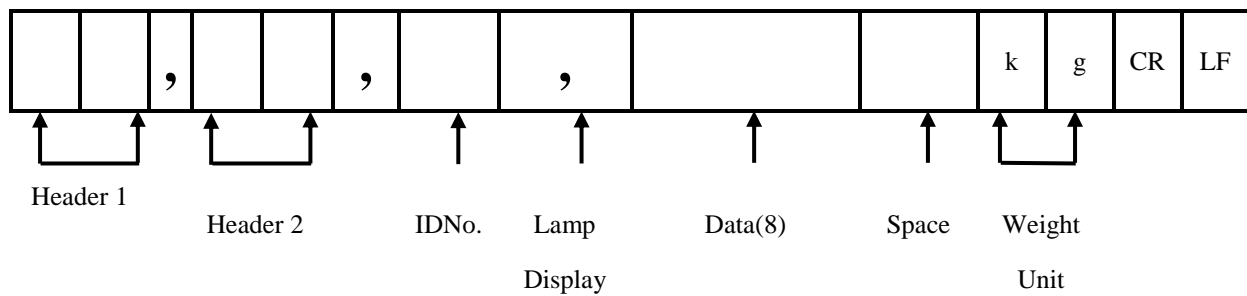 , , , k g CR LF
Header 1
Header 2 IDNo. Lamp Data(8) Space Weight
Display Unit